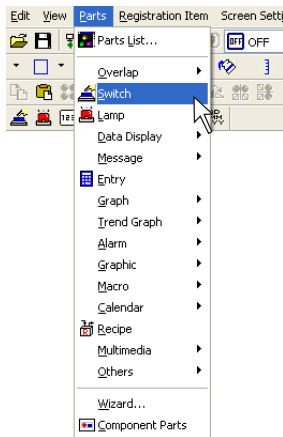 Edit View Parts Registration Item Screen Setti
Parts List...
OFF OFF
Overlap
Switch
Lamp
Data Display
Message
Entry
Graph
Trend Graph
Alarm
Graphic
Macro
Calendar
Recipe
Multimedia
Others
Wizard...
Component Parts